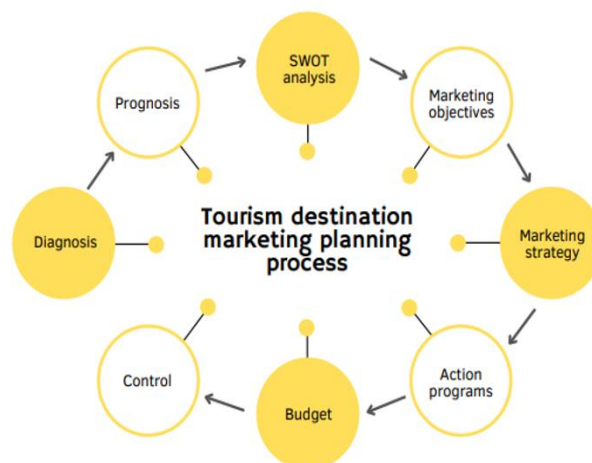 Tourism destination
marketing planning
process
Diagnosis
Prognosis
SWOT
analysis
Marketing
objectives
Marketing
strategy
Action
programs
Budget
Control